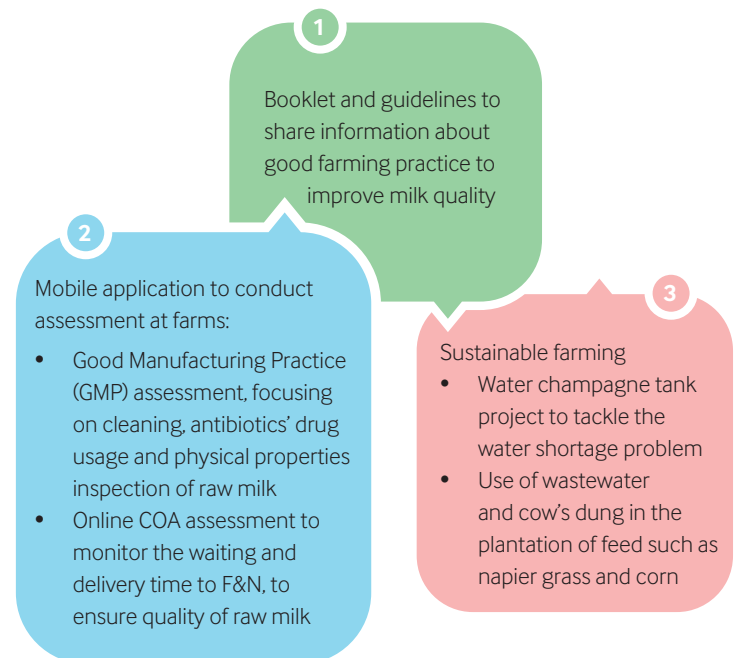 1
Booklet and guidelines to
share information about
good farming practice to
improve milk quality
2
Mobile application to conduct
assessment at farms:
• Good Manufacturing Practice
(GMP) assessment, focusing
on cleaning, antibiotics’ drug
usage and physical properties
inspection of raw milk
• Online COA assessment to
monitor the waiting and
delivery time to F&N, to
ensure quality of raw milk
3
Sustainable farming
• Water champagne tank
project to tackle the
water shortage problem
• Use of wastewater
and cow’s dung in the
plantation of feed such as
napier grass and corn